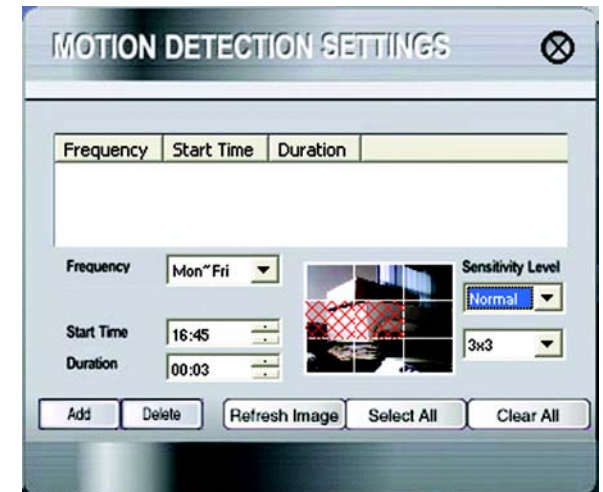 MOTION DETECTION SETTINGS
Frequency Start Time Duration
Frequency Mon~Fri
Sensitivity Level
Normal
Start Time 16:45
3x3
Duration 00:03
Add Delete Refresh Image Select All Clear All